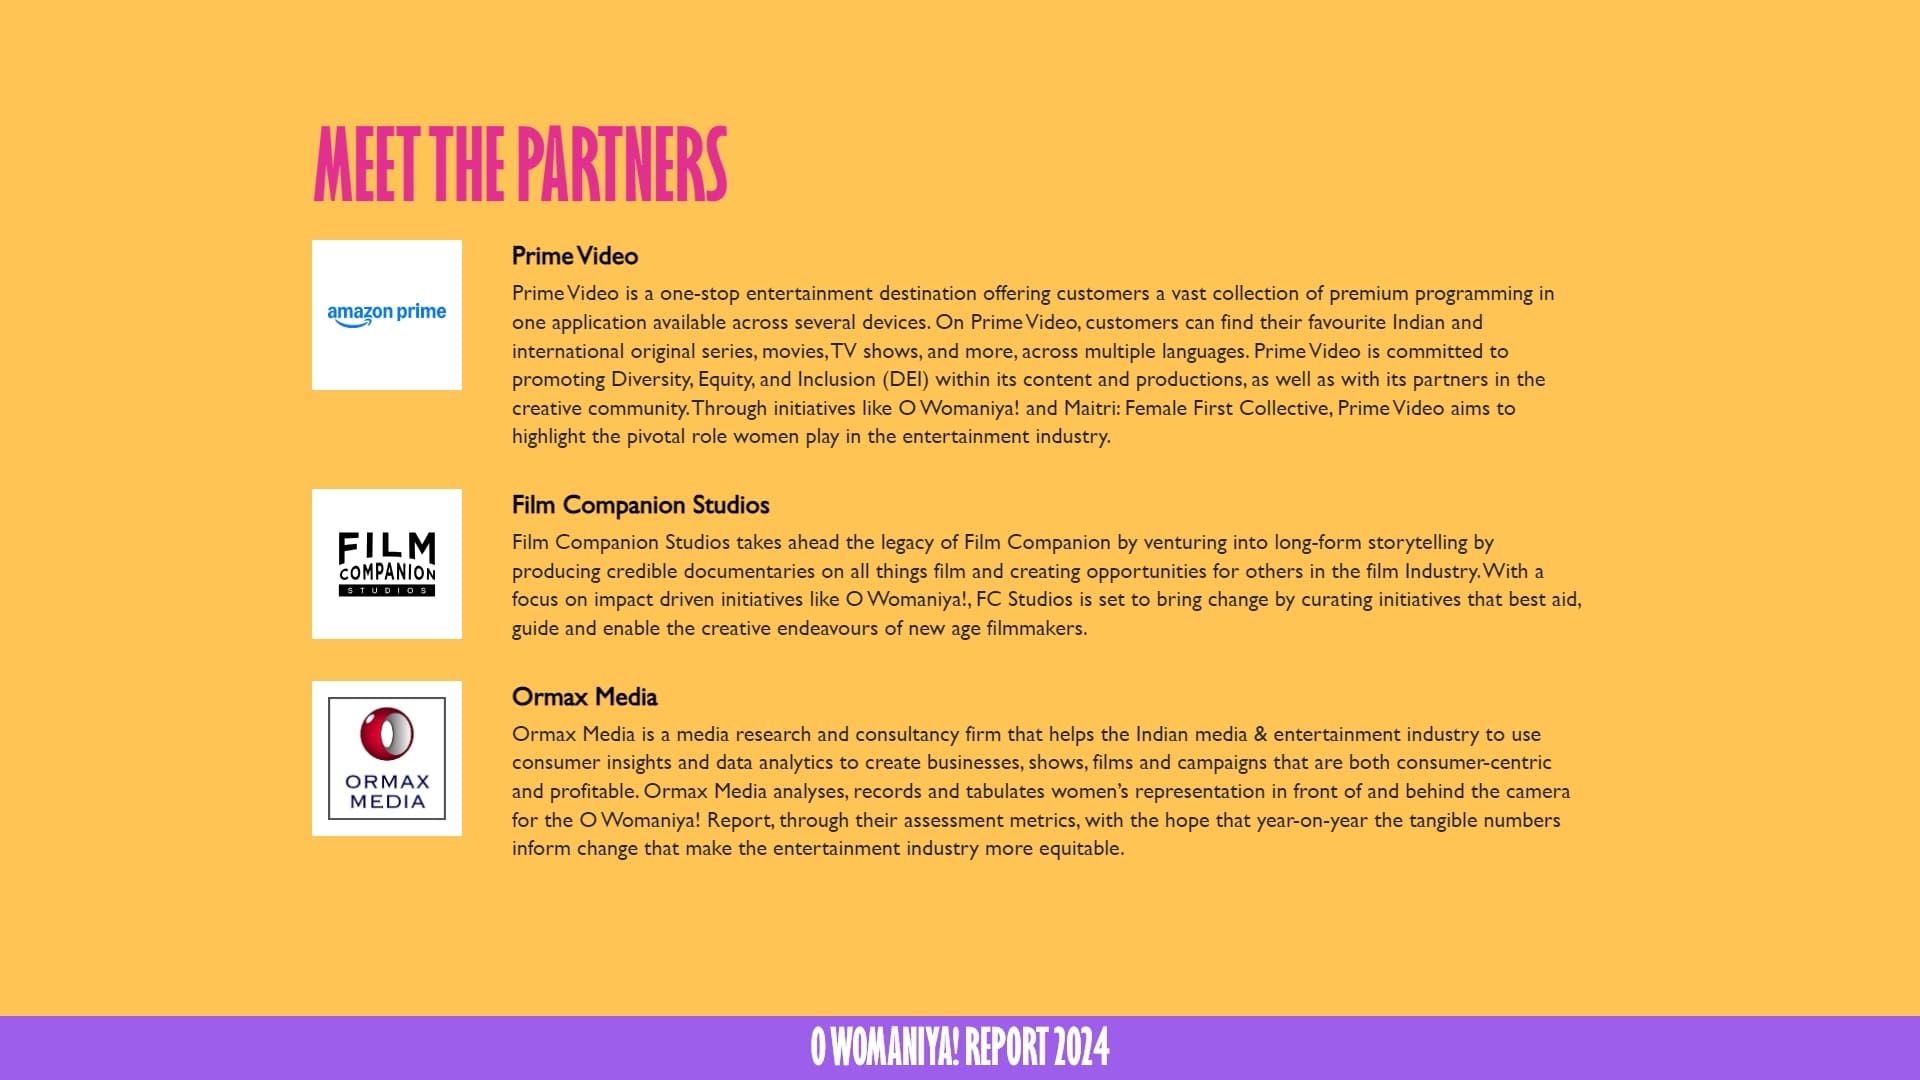 MEET THE PARTNERS
amazon prime
Prime Video
Prime Video is a one-stop entertainment destination offering customers a vast collection of premium programming in
one application available across several devices. On Prime Video, customers can find their favourite Indian and
international original series, movies, TV shows, and more, across multiple languages. Prime Video is committed to
promoting Diversity, Equity, and Inclusion (DEI) within its content and productions, as well as with its partners in the
creative community. Through initiatives like O Womaniya! and Maitri: Female First Collective, Prime Video aims to
highlight the pivotal role women play in the entertainment industry.
FILM
COMPANION
STUDIOS
Film Companion Studios
Film Companion Studios takes ahead the legacy of Film Companion by venturing into long-form storytelling by
producing credible documentaries on all things film and creating opportunities for others in the film Industry. With a
focus on impact driven initiatives like O Womaniya!, FC Studios is set to bring change by curating initiatives that best aid,
guide and enable the creative endeavours of new age filmmakers.
ORMAX
MEDIA
Ormax Media
Ormax Media is a media research and consultancy firm that helps the Indian media & entertainment industry to use
consumer insights and data analytics to create businesses, shows, films and campaigns that are both consumer-centric
and profitable. Ormax Media analyses, records and tabulates women's representation in front of and behind the camera
for the O Womaniya! Report, through their assessment metrics, with the hope that year-on-year the tangible numbers
inform change that make the entertainment industry more equitable.
O WOMANIYA! REPORT 2024